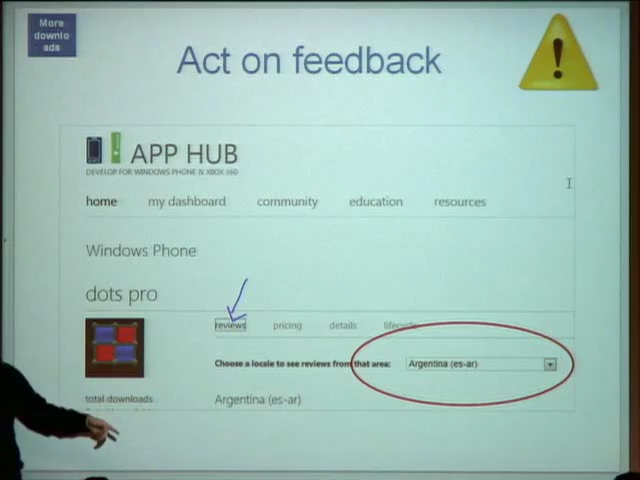 More
downlo
ads
Act on feedback
APP HUB
DEVELOP FOR WINDOWS PHONE & XBOX 360
home my dashboard community education resources
Windows Phone
dots pro
reviews pricing details lifecycle
Choose a locale to see reviews from that area: Argentina (es-ar)
total downloads Argentina (es-ar)